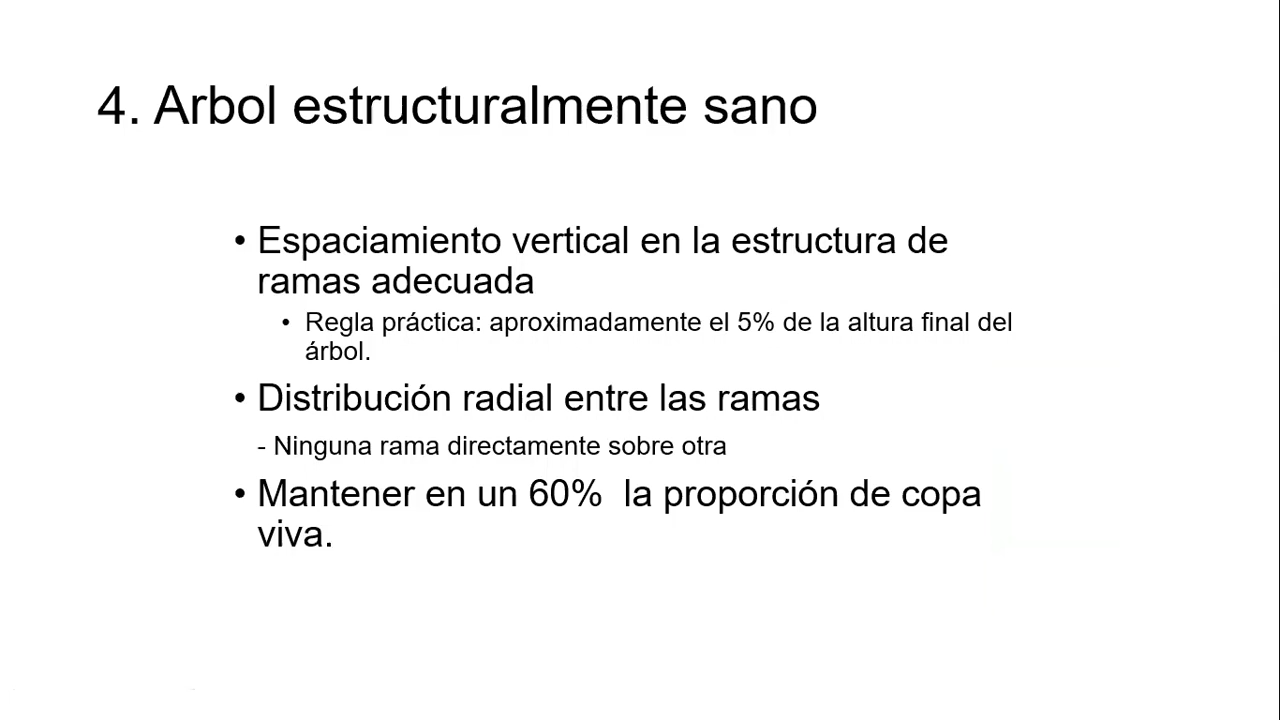 4. Arbol estructuralmente sano
• Espaciamiento vertical en la estructura de
ramas adecuada
• Regla práctica: aproximadamente el 5% de la altura final del
árbol.
• Distribución radial entre las ramas
- Ninguna rama directamente sobre otra
• Mantener en un 60%  la proporción de copa
viva.